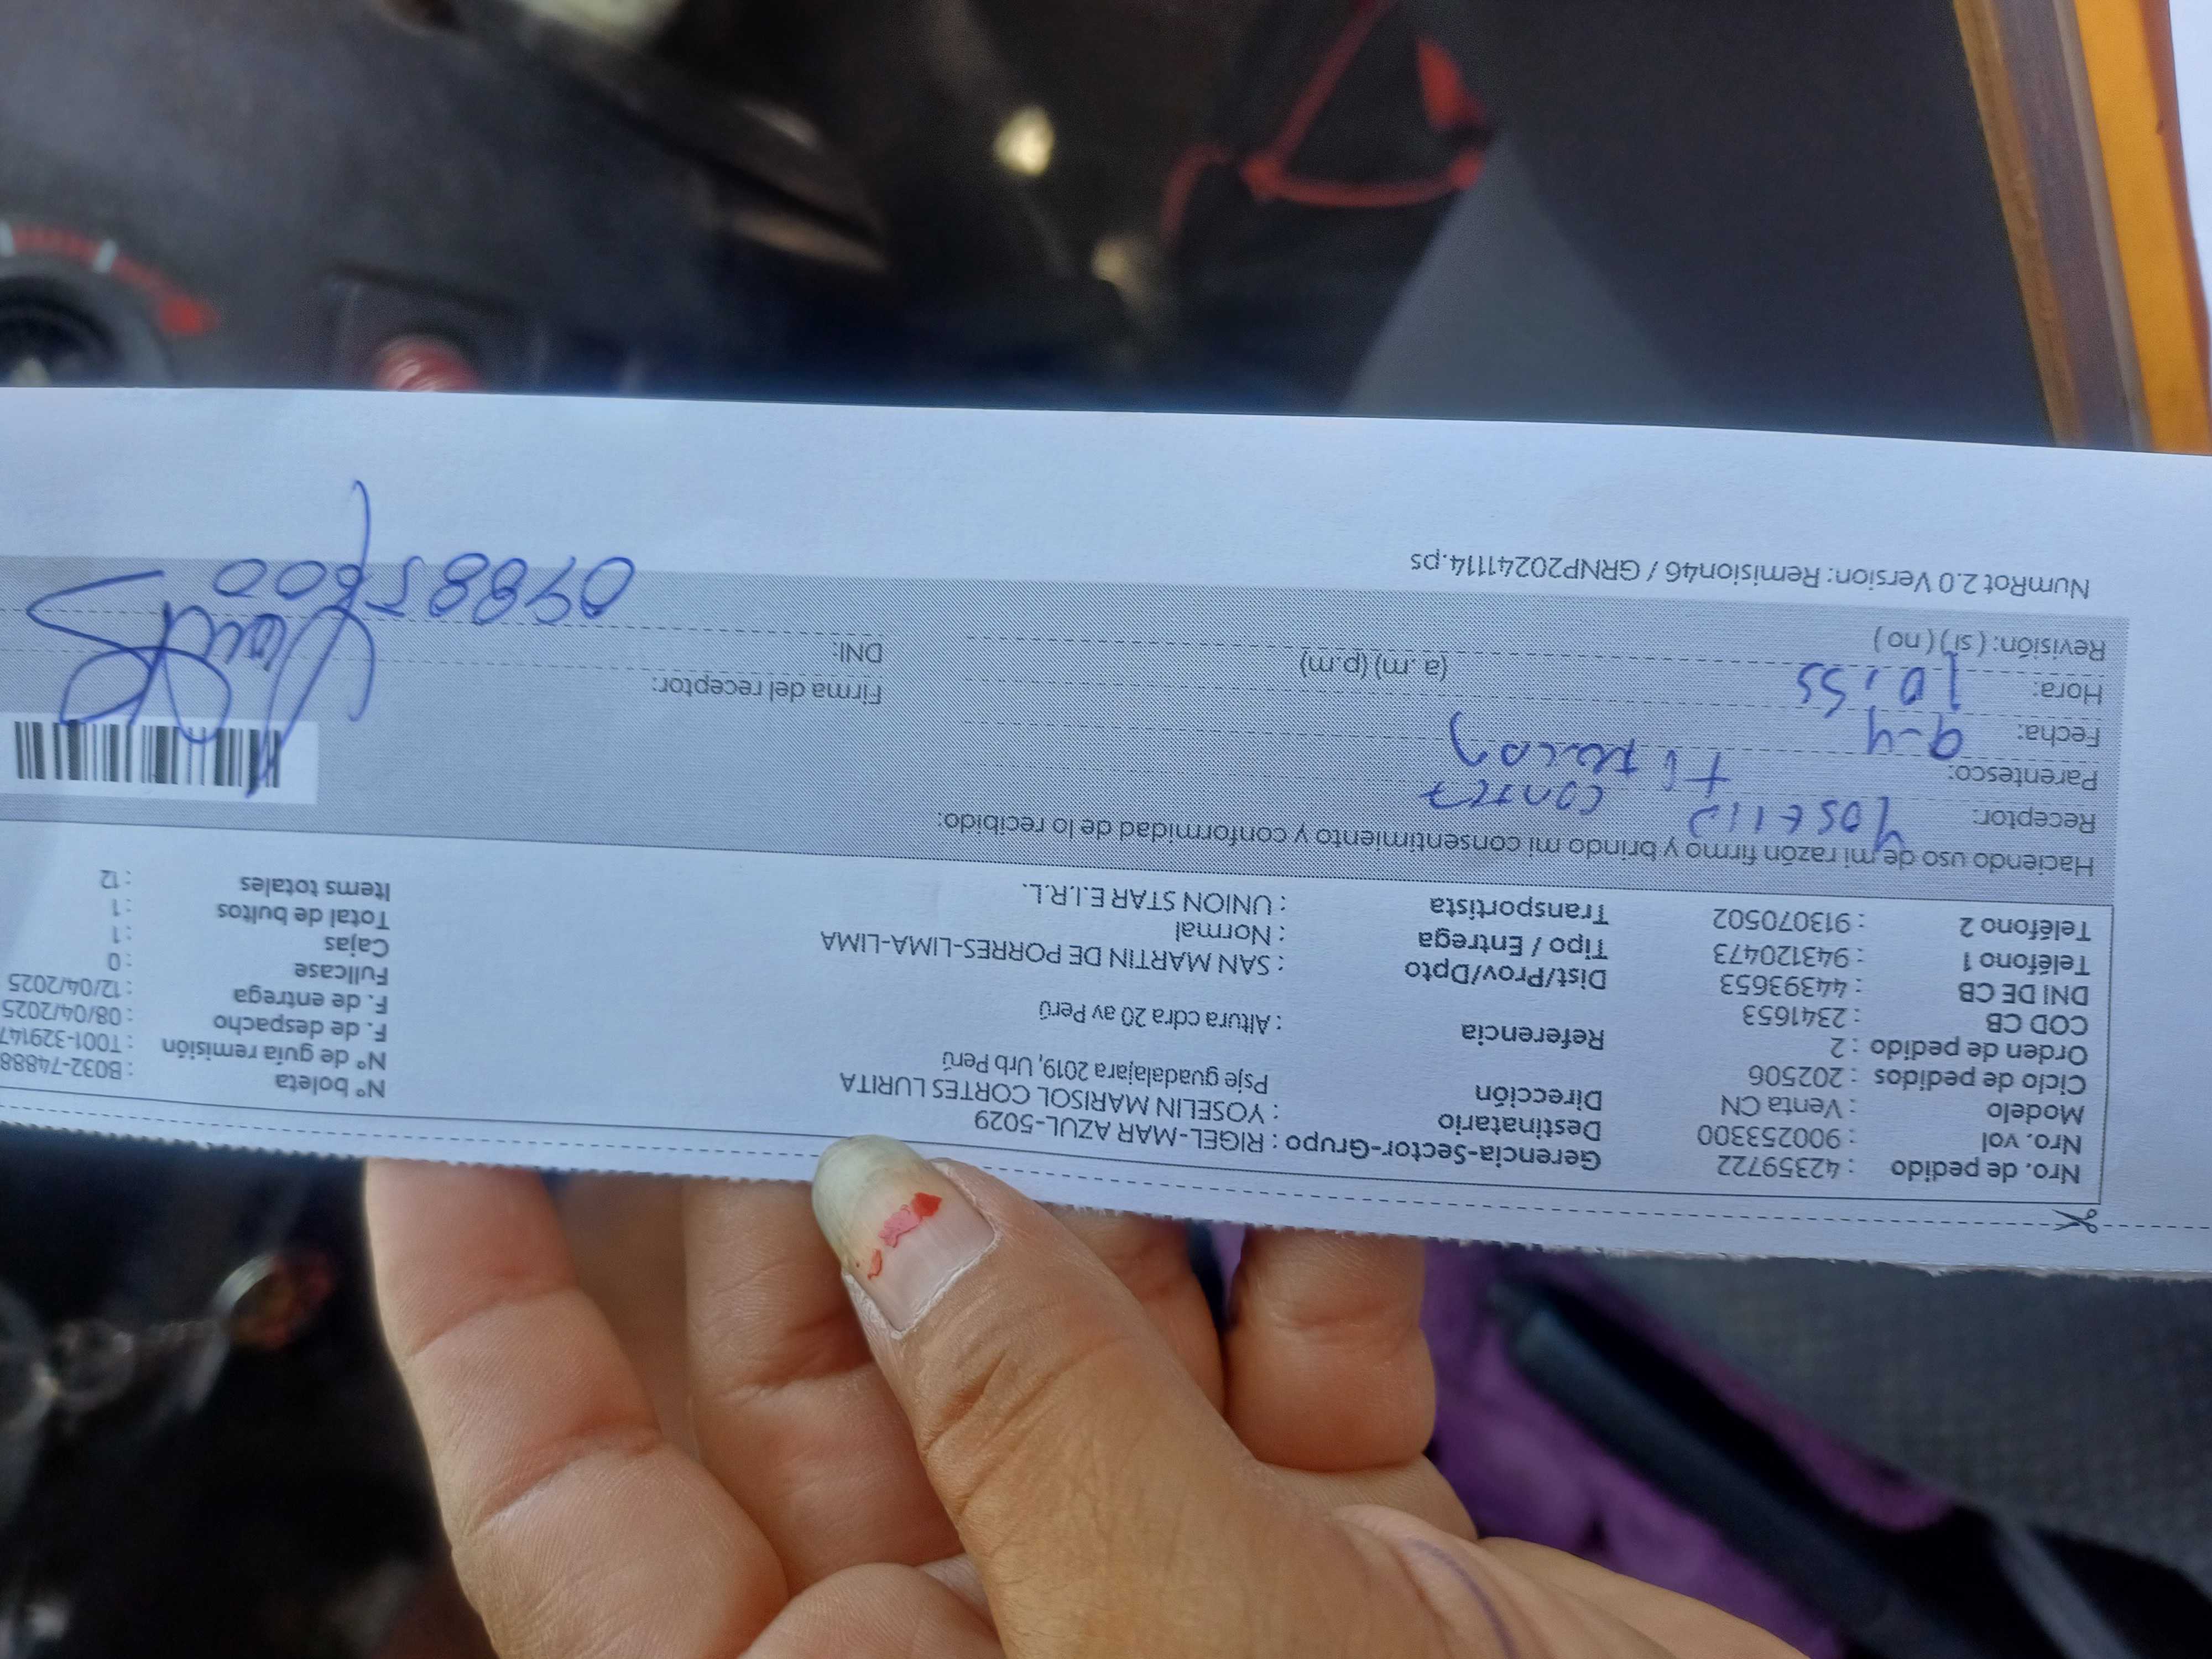 Nro. de pedido : 42359722
Nro. vol : 900253300
Modelo : Venta CN
Ciclo de pedidos : 202506
Orden de pedido : 2
COD CB : 2341653
DNI DE CB : 44393653
Teléfono 1 : 943120473
Teléfono 2 : 913070502
Gerencia-Sector-Grupo : RIGEL-MAR AZUL-5029
Destinatario : YOSELIN MARISOL CORTES LURITA
Dirección Psje guadalajara 2019, Urb Perú
Referencia : Altura cdra 20 av Perú
Dist/Prov/Dpto : SAN MARTIN DE PORRES-LIMA-LIMA
Tipo / Entrega : Normal
Transportista : UNION STAR E.I.R.L.
N° boleta : B032-74888
N° de guía remisión : T001-329147
F. de despacho : 08/04/2025
F. de entrega : 12/04/2025
Fullcase : 0
Cajas : 1
Total de bultos : 1
Items totales : 12
Haciendo uso de mi razón firmo y brindo mi consentimiento y conformidad de lo recibido:
Receptor:
Parentesco:
Fecha: 9-4
Hora: 10:55 (a. m) (p.m)
Revisión: ( si ) ( no )
Firma del receptor:
DNI: 09885600
NumRot 2.0 Version: Remision46 / GRNP20241114.ps